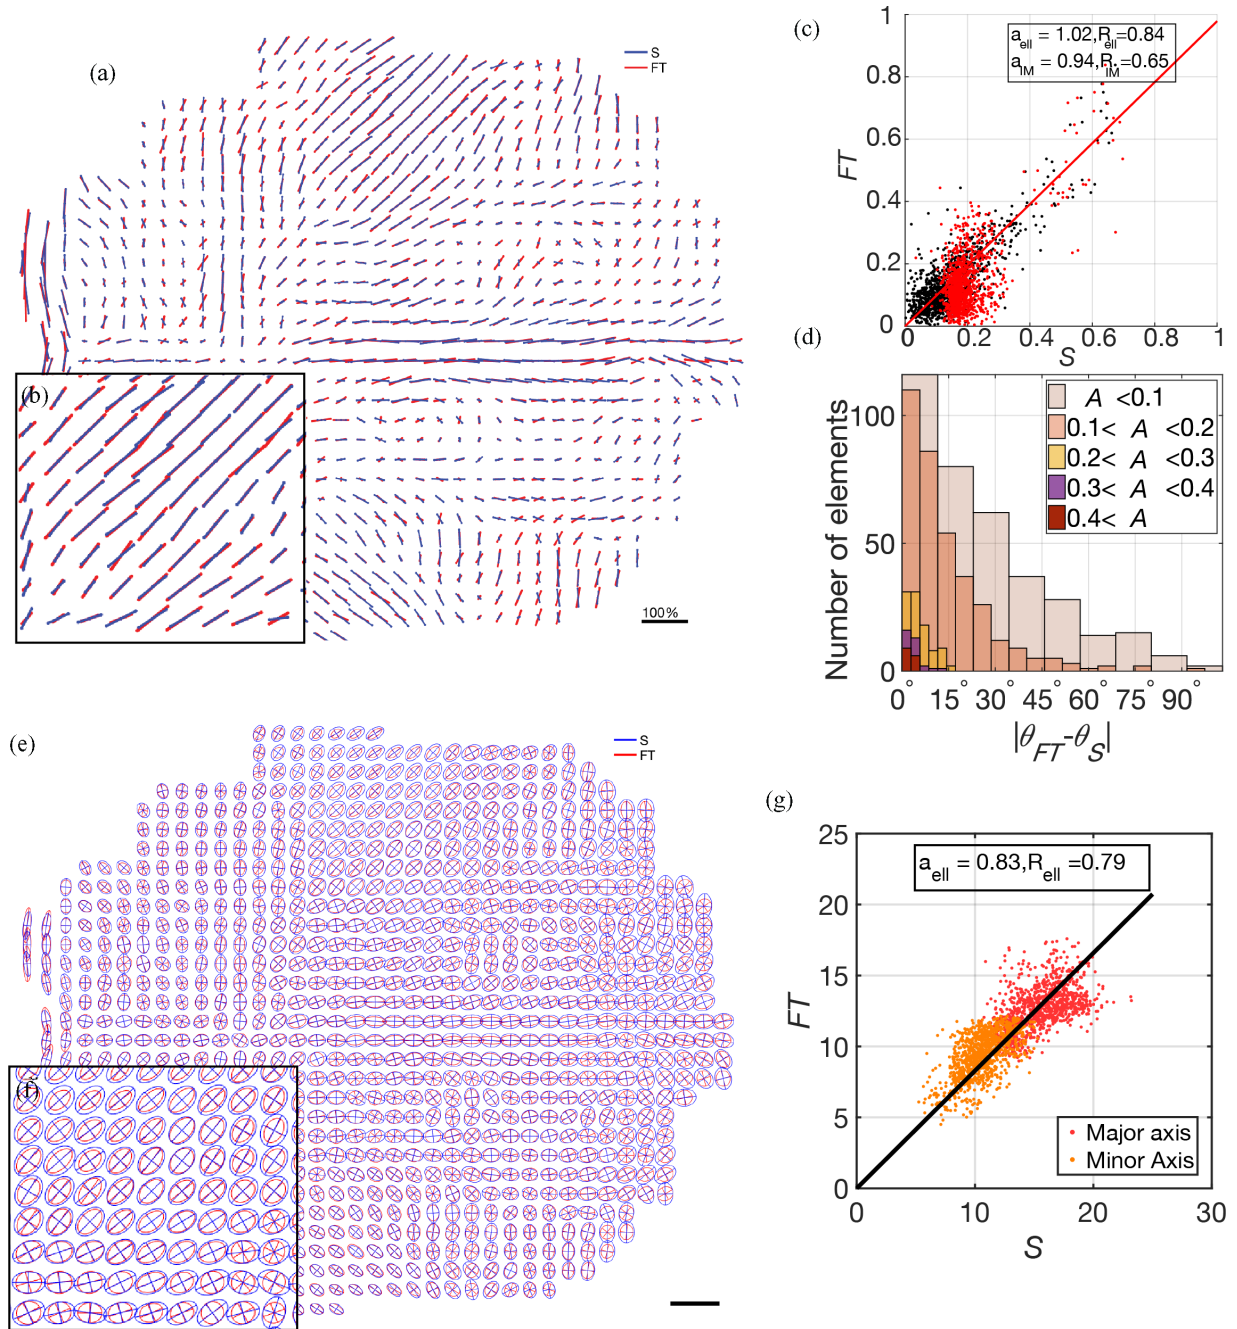 (a)
S
FT
(b)
100%
(c)
a_ell = 1.02,R_ell=0.84
a_IM = 0.94,R_IM=0.65
FT
1
0.8
0.6
0.4
0.2
0
0 0.2 0.4 0.6 0.8 1
S
(d)
A <0.1
0.1< A <0.2
0.2< A <0.3
0.3< A <0.4
0.4< A
Number of elements
100
50
0
0° 15° 30° 45° 60° 75° 90°
|θ_FT-θ_S|
(e)
S
FT
(f)
(g)
a_ell = 0.83,R_ell =0.79
FT
25
20
15
10
5
0
0 10 20 30
S
Major axis
Minor Axis